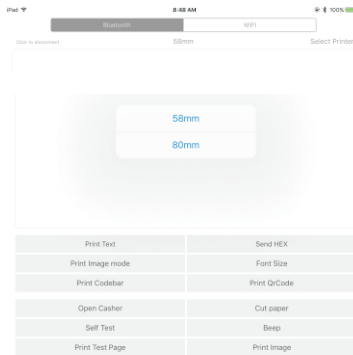 iPad 8:48 AM 100%
Bluetooth WIFI
Click to disconnect 58mm Select Printer
58mm
80mm
Print Text Send HEX
Print Image mode Font Size
Print Codebar Print QrCode
Open Casher Cut paper
Self Test Beep
Print Test Page Print Image